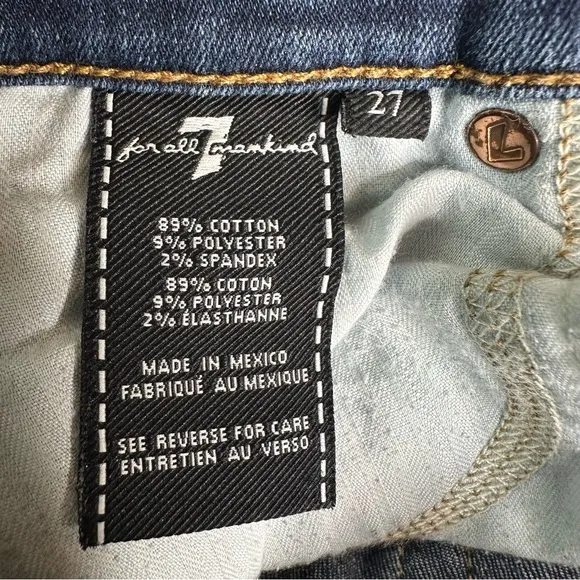 7
for all mankind
27
89% COTTON
9% POLYESTER
2% SPANDEX
89% COTON
9% POLYESTER
2% ÉLASTHANNE
MADE IN MEXICO
FABRIQUÉ AU MEXIQUE
SEE REVERSE FOR CARE
ENTRETIEN AU VERSO